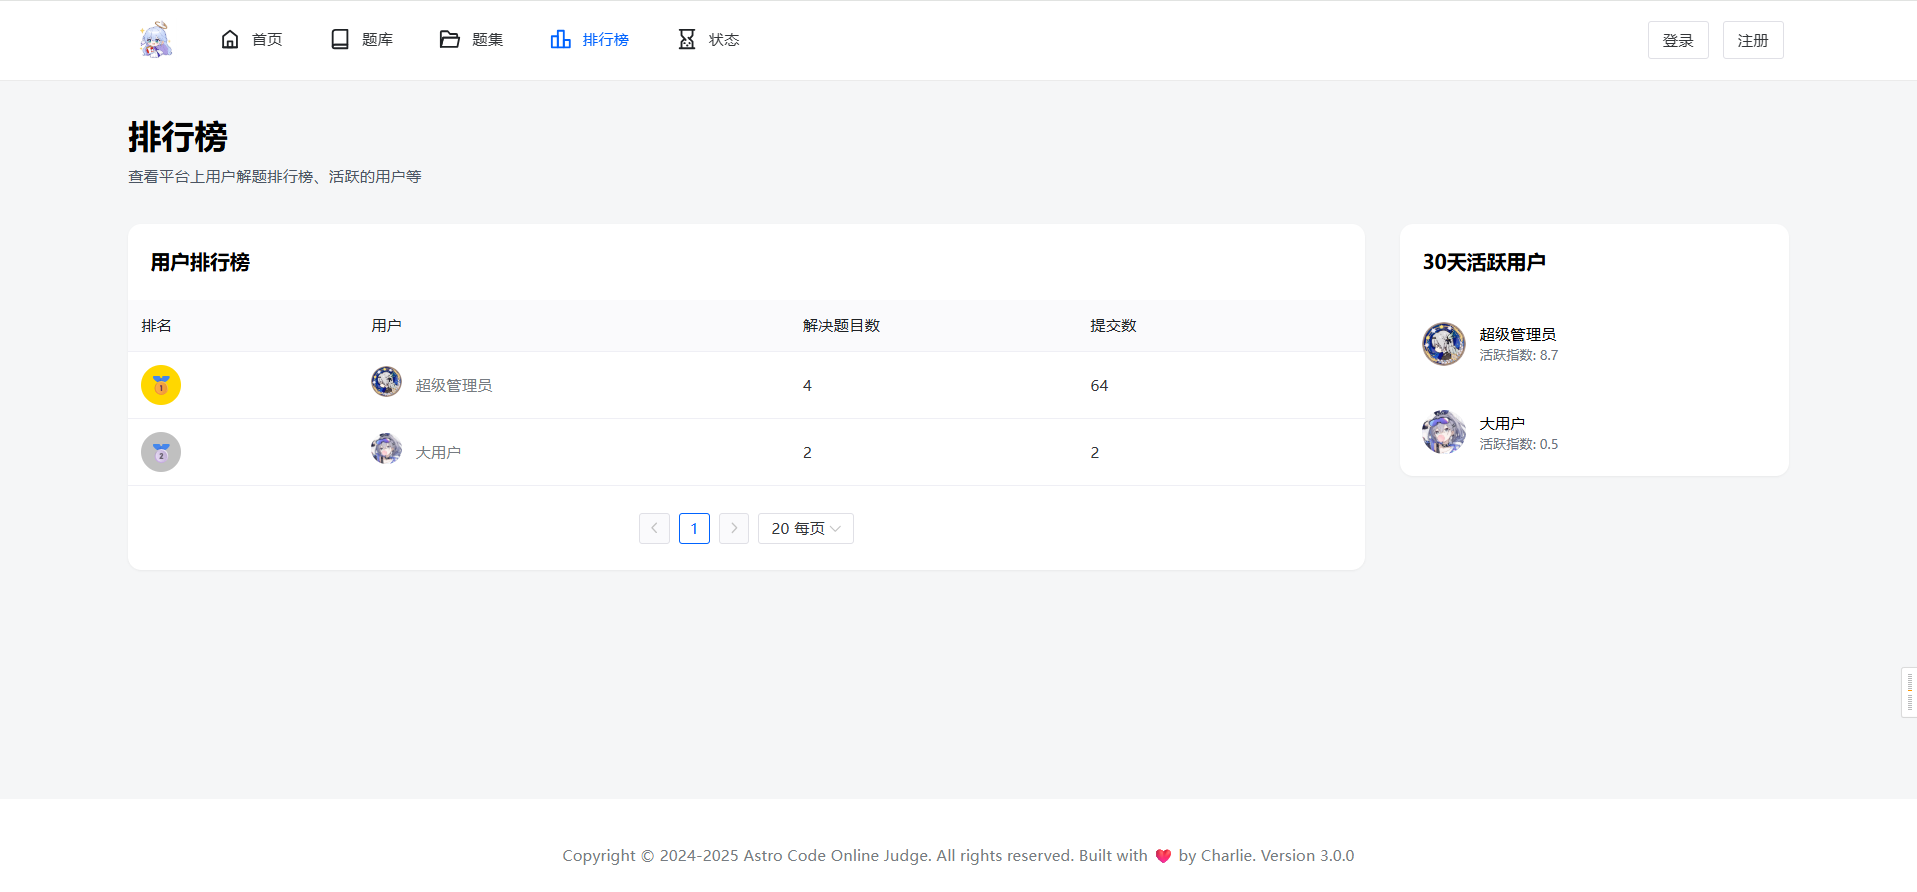 首页 题库 题集 排行榜 状态 登录 注册
排行榜
查看平台上用户解题排行榜、活跃的用户等
用户排行榜
排名 用户 解决题目数 提交数
1 超级管理员 4 64
2 大用户 2 2
1 20 每页
30天活跃用户
超级管理员
活跃指数: 8.7
大用户
活跃指数: 0.5
Copyright © 2024-2025 Astro Code Online Judge. All rights reserved. Built with ❤️ by Charlie. Version 3.0.0